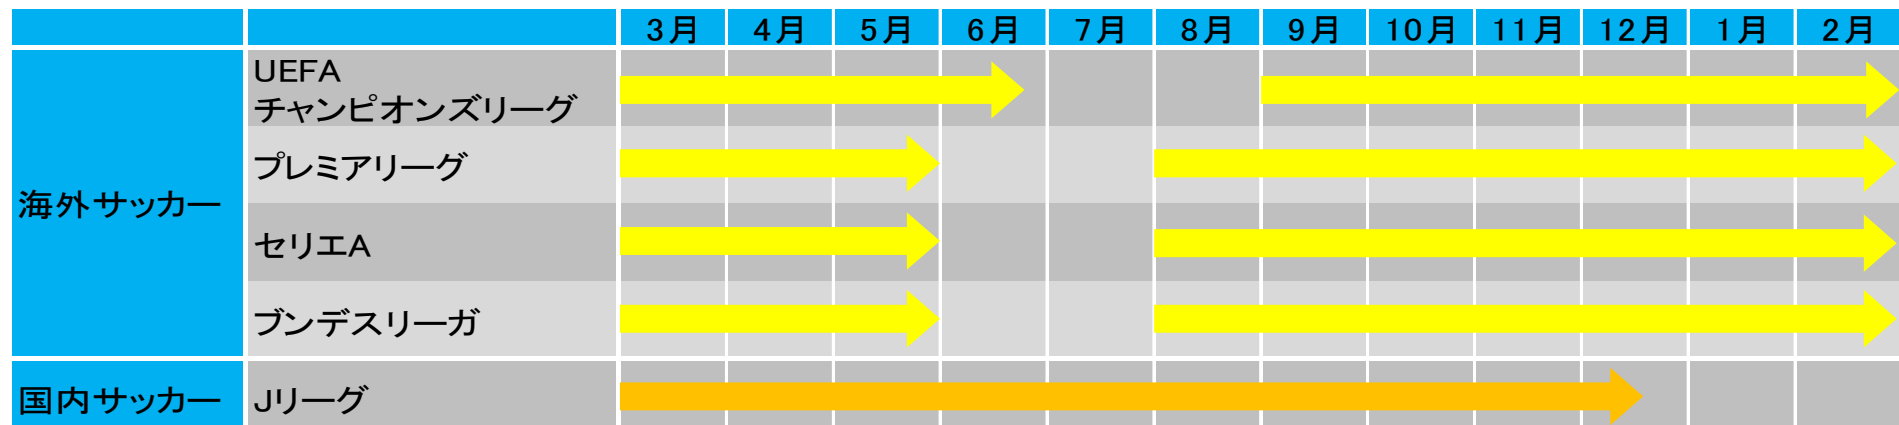 3月 4月 5月 6月 7月 8月 9月 10月 11月 12月 1月 2月
海外サッカー
UEFA
チャンピオンズリーグ
プレミアリーグ
セリエA
ブンデスリーガ
国内サッカー
Jリーグ